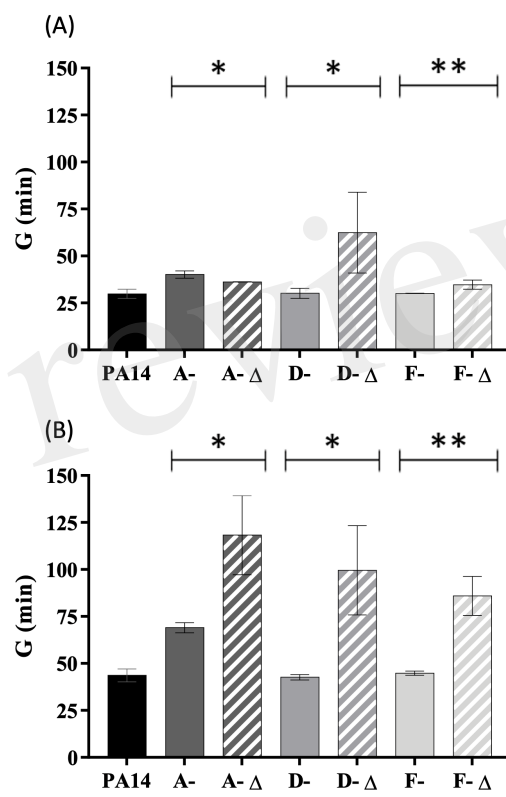 (A)
* * **
150
125
100
75
50
25
0
G (min)
PA14 A- A- Δ D- D- Δ F- F- Δ
review
(B)
* * **
150
125
100
75
50
25
0
G (min)
PA14 A- A- Δ D- D- Δ F- F- Δ